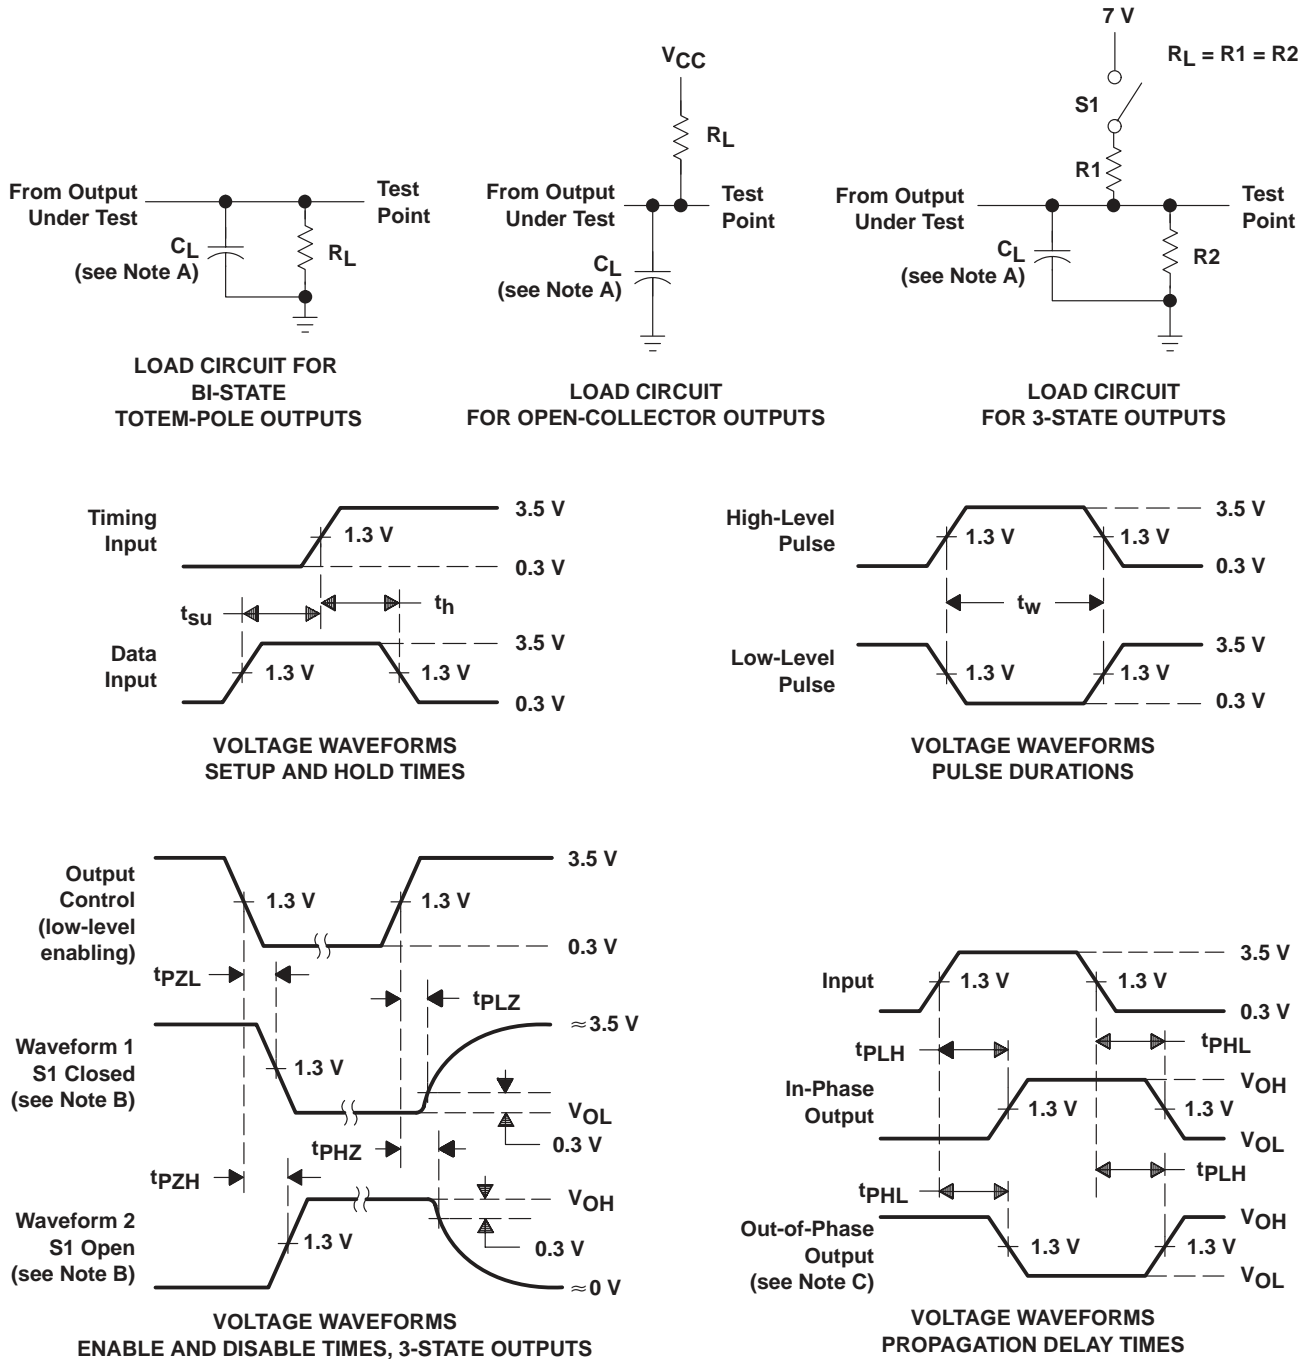 From Output
Under Test
Test
Point
CL
(see Note A)
RL
LOAD CIRCUIT FOR
BI-STATE
TOTEM-POLE OUTPUTS
VCC
RL
From Output
Under Test
Test
Point
CL
(see Note A)
LOAD CIRCUIT
FOR OPEN-COLLECTOR OUTPUTS
7 V
RL = R1 = R2
S1
R1
From Output
Under Test
Test
Point
CL
(see Note A)
R2
LOAD CIRCUIT
FOR 3-STATE OUTPUTS
Timing
Input
1.3 V
3.5 V
0.3 V
tsu
th
Data
Input
1.3 V
1.3 V
3.5 V
0.3 V
VOLTAGE WAVEFORMS
SETUP AND HOLD TIMES
High-Level
Pulse
1.3 V
1.3 V
3.5 V
0.3 V
tw
Low-Level
Pulse
1.3 V
1.3 V
3.5 V
0.3 V
VOLTAGE WAVEFORMS
PULSE DURATIONS
Output
Control
(low-level
enabling)
1.3 V
1.3 V
3.5 V
0.3 V
tPZL
tPLZ
Waveform 1
S1 Closed
(see Note B)
1.3 V
≈3.5 V
VOL
0.3 V
tPHZ
tPZH
Waveform 2
S1 Open
(see Note B)
1.3 V
VOH
0.3 V
≈0 V
VOLTAGE WAVEFORMS
ENABLE AND DISABLE TIMES, 3-STATE OUTPUTS
Input
1.3 V
1.3 V
3.5 V
0.3 V
tPLH
tPHL
In-Phase
Output
1.3 V
1.3 V
VOH
VOL
tPHL
tPLH
Out-of-Phase
Output
(see Note C)
1.3 V
1.3 V
VOH
VOL
VOLTAGE WAVEFORMS
PROPAGATION DELAY TIMES